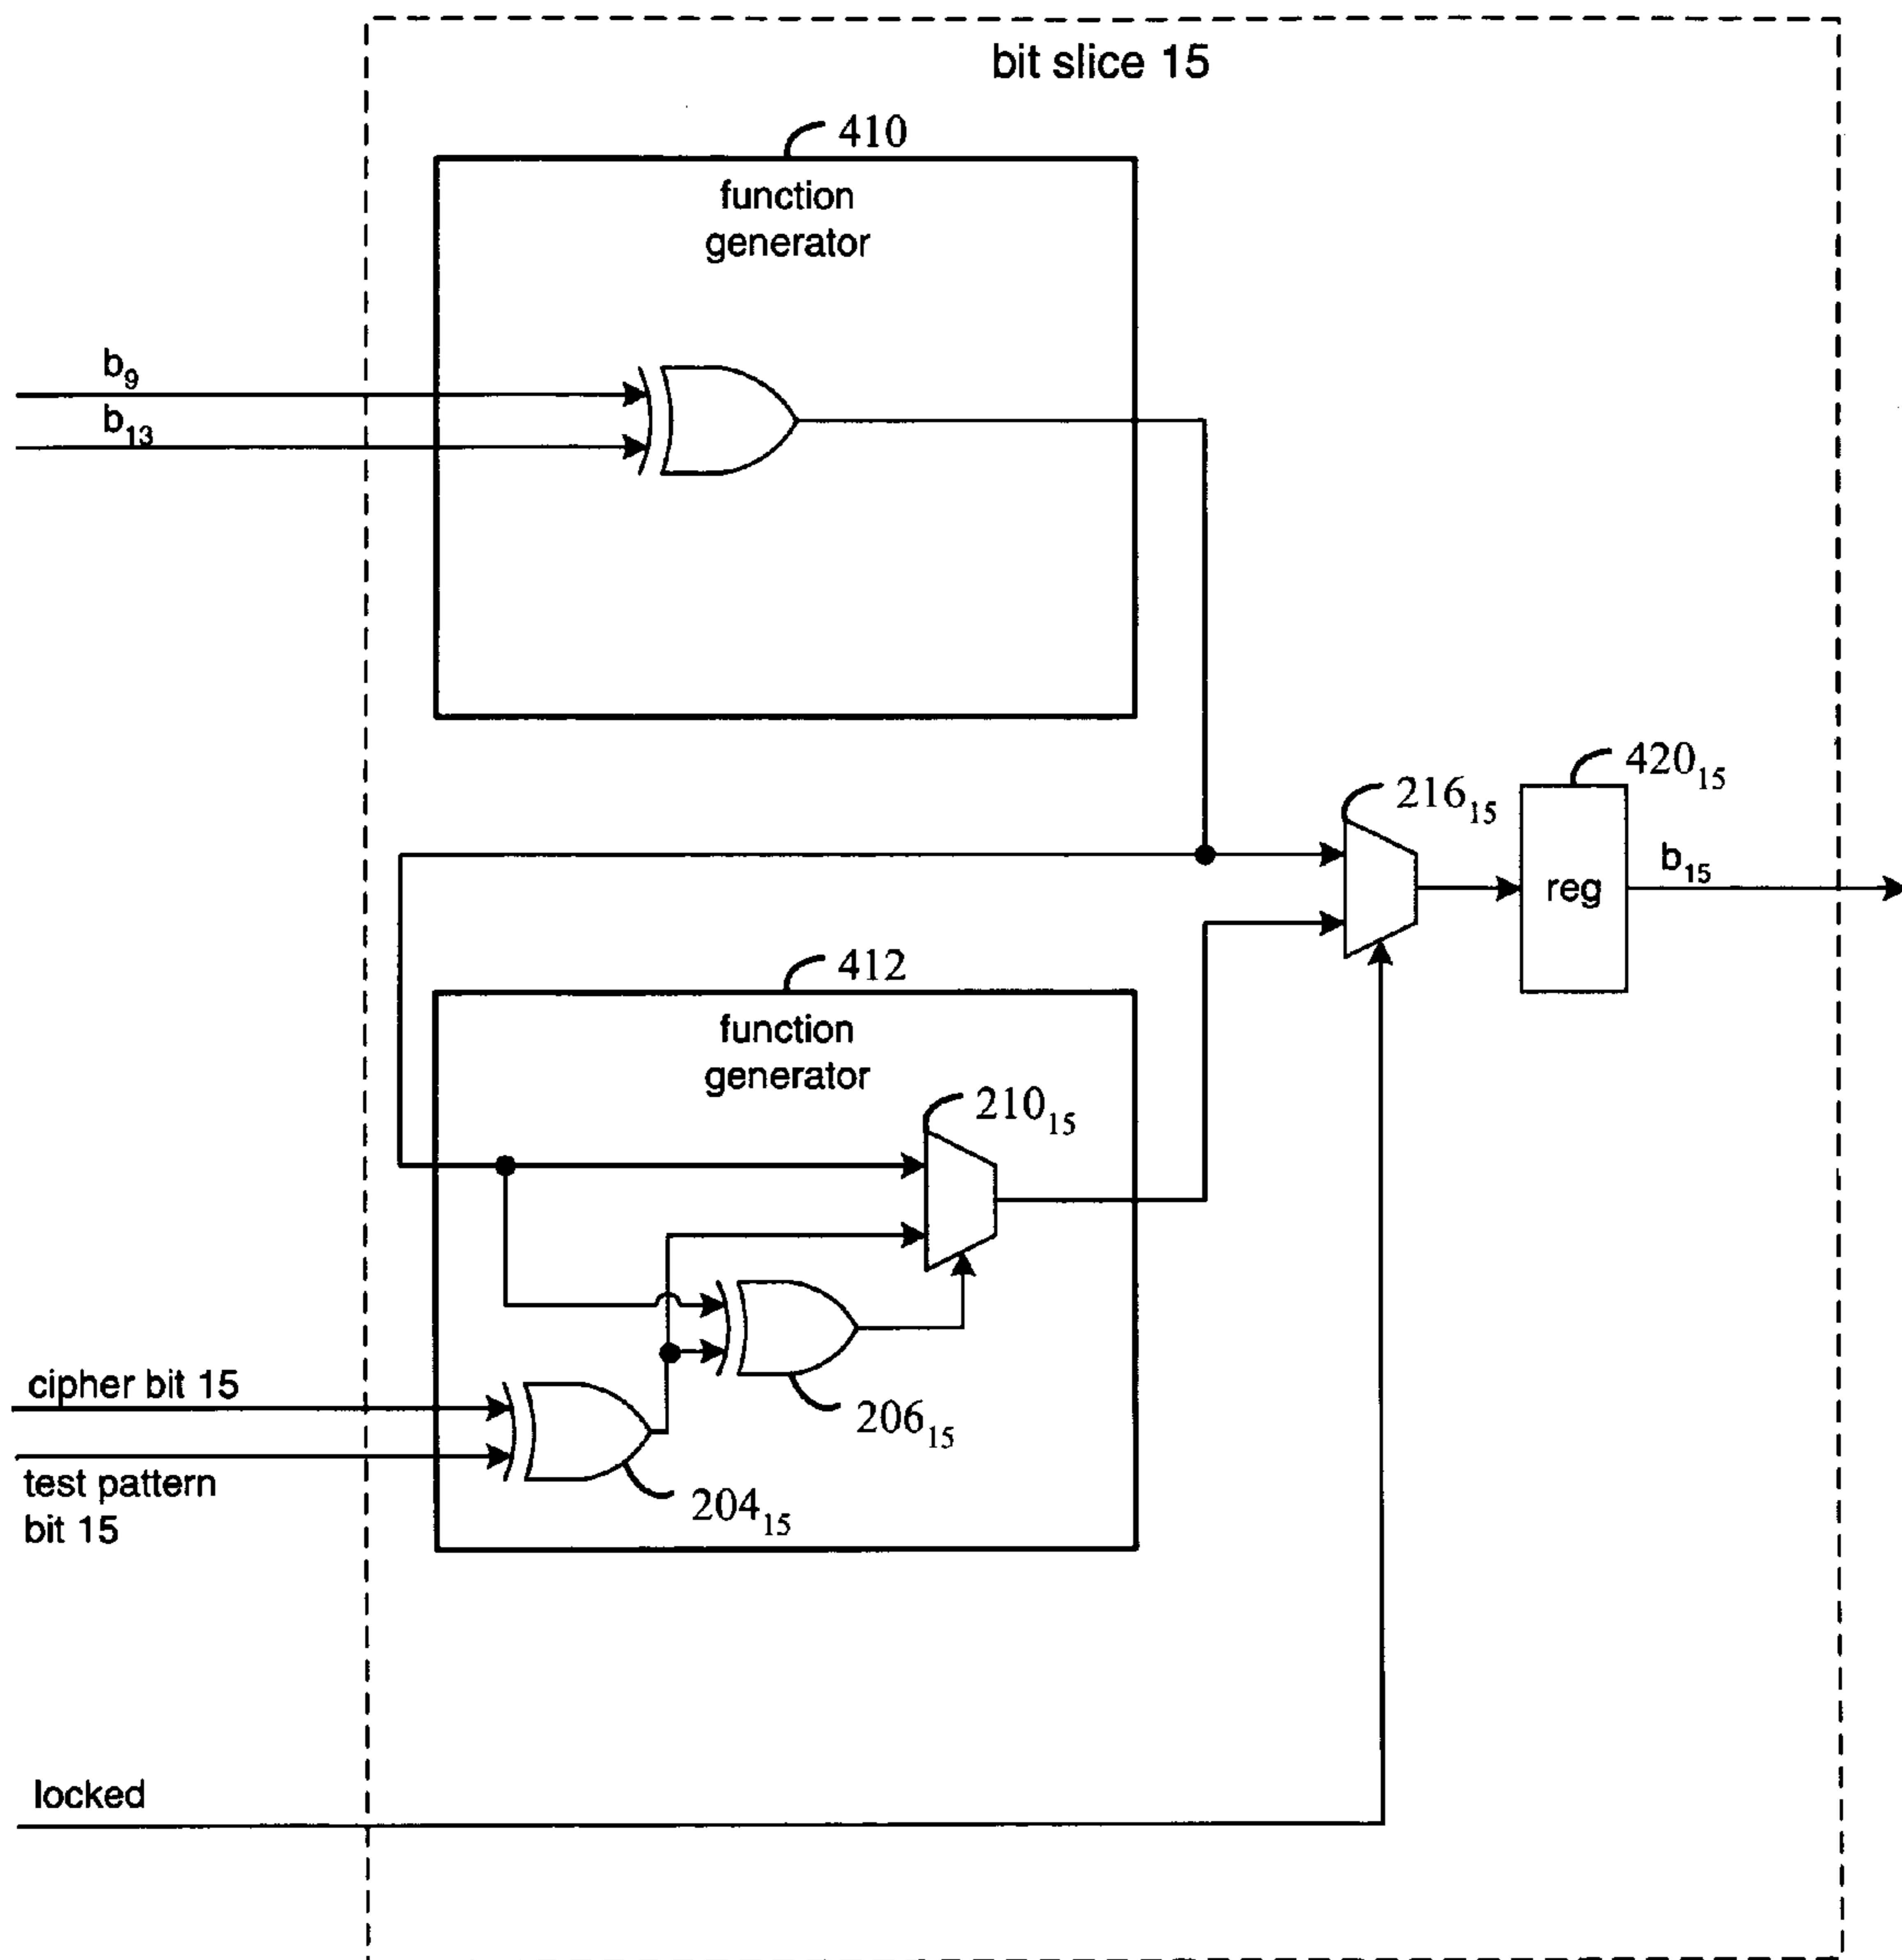 bit slice 15
410
function
generator
b₉
b₁₃
420₁₅
216₁₅
b₁₅
reg
412
function
generator
210₁₅
cipher bit 15
206₁₅
test pattern
bit 15
204₁₅
locked